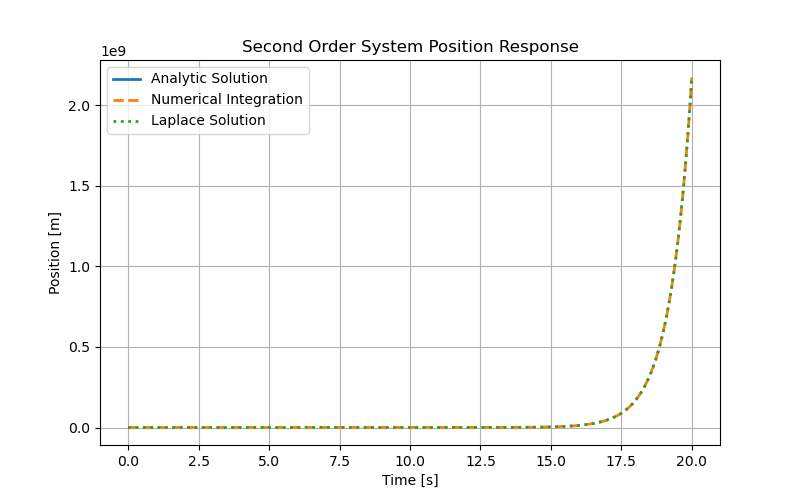 Second Order System Position Response
1e9
Analytic Solution
Numerical Integration
Laplace Solution
2.0
1.5
1.0
0.5
0.0
Position [m]
0.0 2.5 5.0 7.5 10.0 12.5 15.0 17.5 20.0
Time [s]